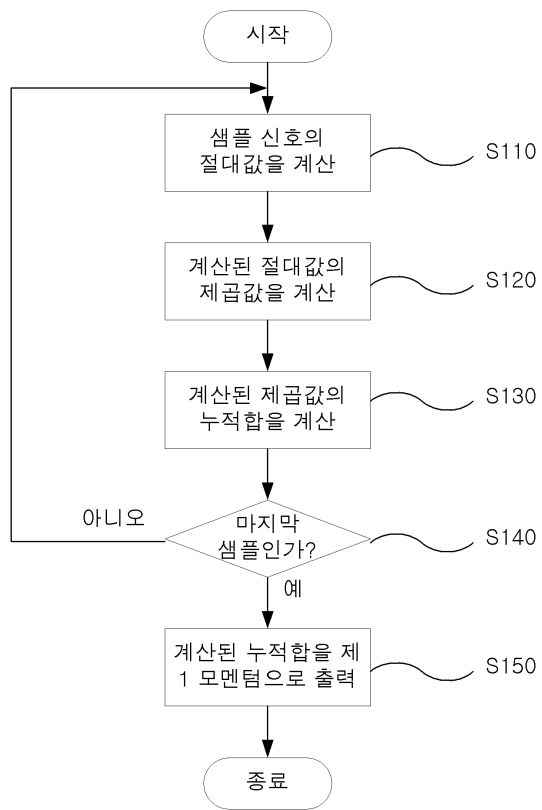 시작
샘플 신호의
절대값을 계산
S110
계산된 절대값의
제곱값을 계산
S120
계산된 제곱값의
누적합을 계산
S130
아니오
마지막
샘플인가?
S140
예
계산된 누적합을 제
1 모멘텀으로 출력
S150
종료